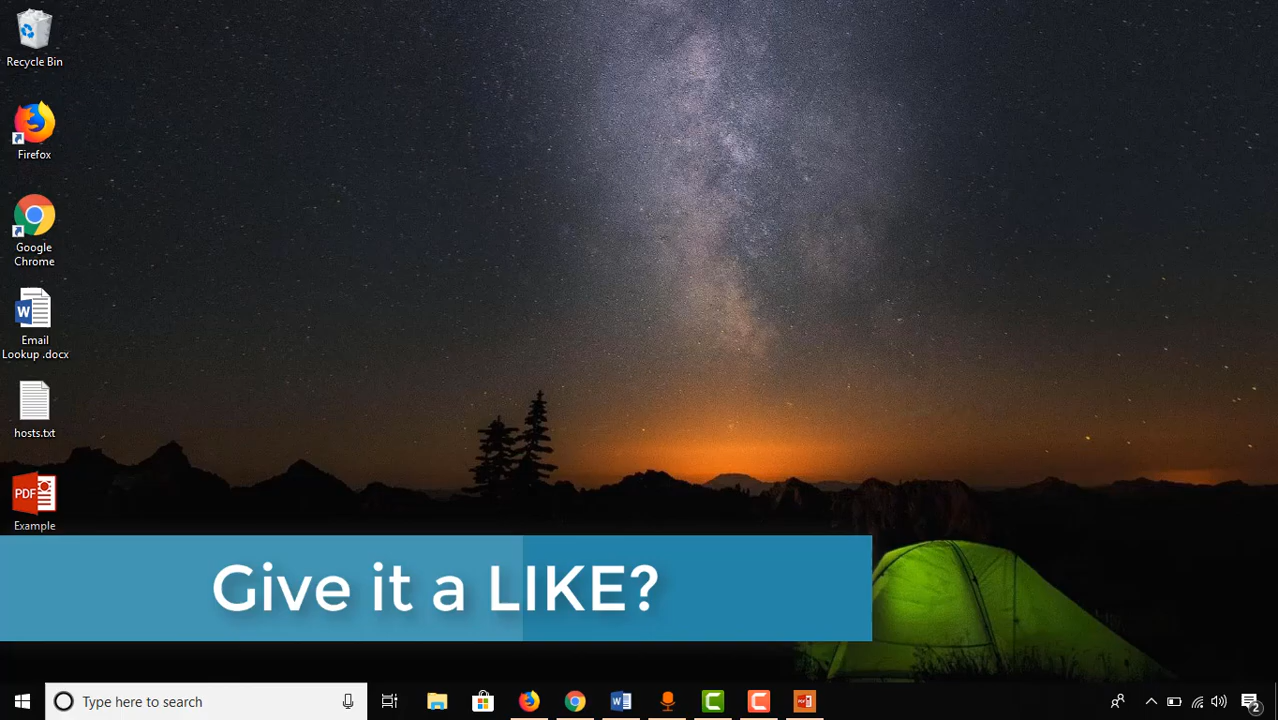 Recycle Bin
Firefox
Google
Chrome
Email
Lookup .docx
hosts.txt
PDF
Example
Give it a LIKE?
Type here to search
2